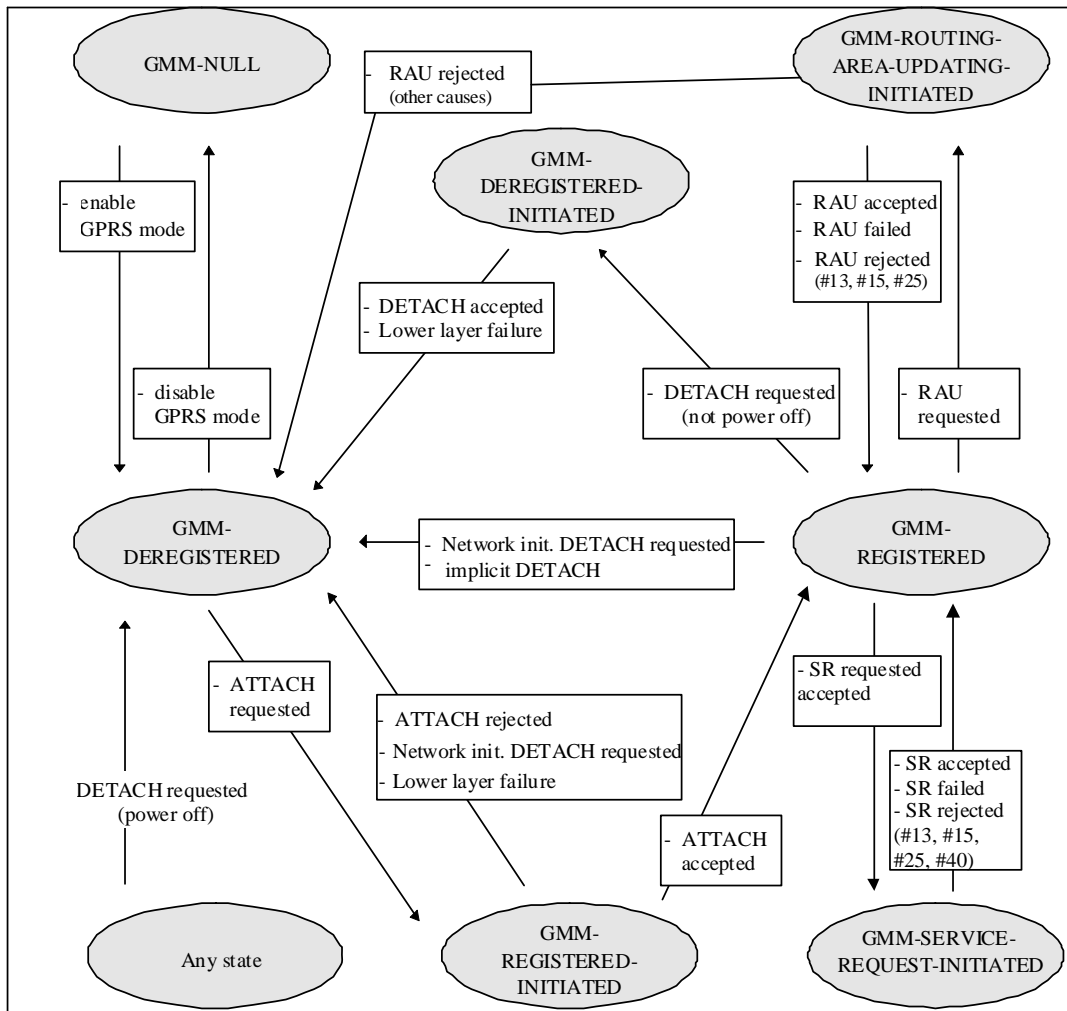 GMM-NULL
- RAU rejected
(other causes)
GMM-ROUTING-
AREA-UPDATING-
INITIATED
GMM-
DEREGISTERED-
INITIATED
- enable
GPRS mode
- RAU accepted
- RAU failed
- RAU rejected
(#13, #15, #25)
- DETACH accepted
- Lower layer failure
- disable
GPRS mode
- DETACH requested
(not power off)
- RAU
requested
GMM-
DEREGISTERED
- Network init. DETACH requested
- implicit DETACH
GMM-
REGISTERED
- ATTACH
requested
- ATTACH rejected
- Network init. DETACH requested
- Lower layer failure
- SR requested
accepted
DETACH requested
(power off)
- ATTACH
accepted
- SR accepted
- SR failed
- SR rejected
(#13, #15,
#25, #40)
Any state
GMM-
REGISTERED-
INITIATED
GMM-SERVICE-
REQUEST-INITIATED